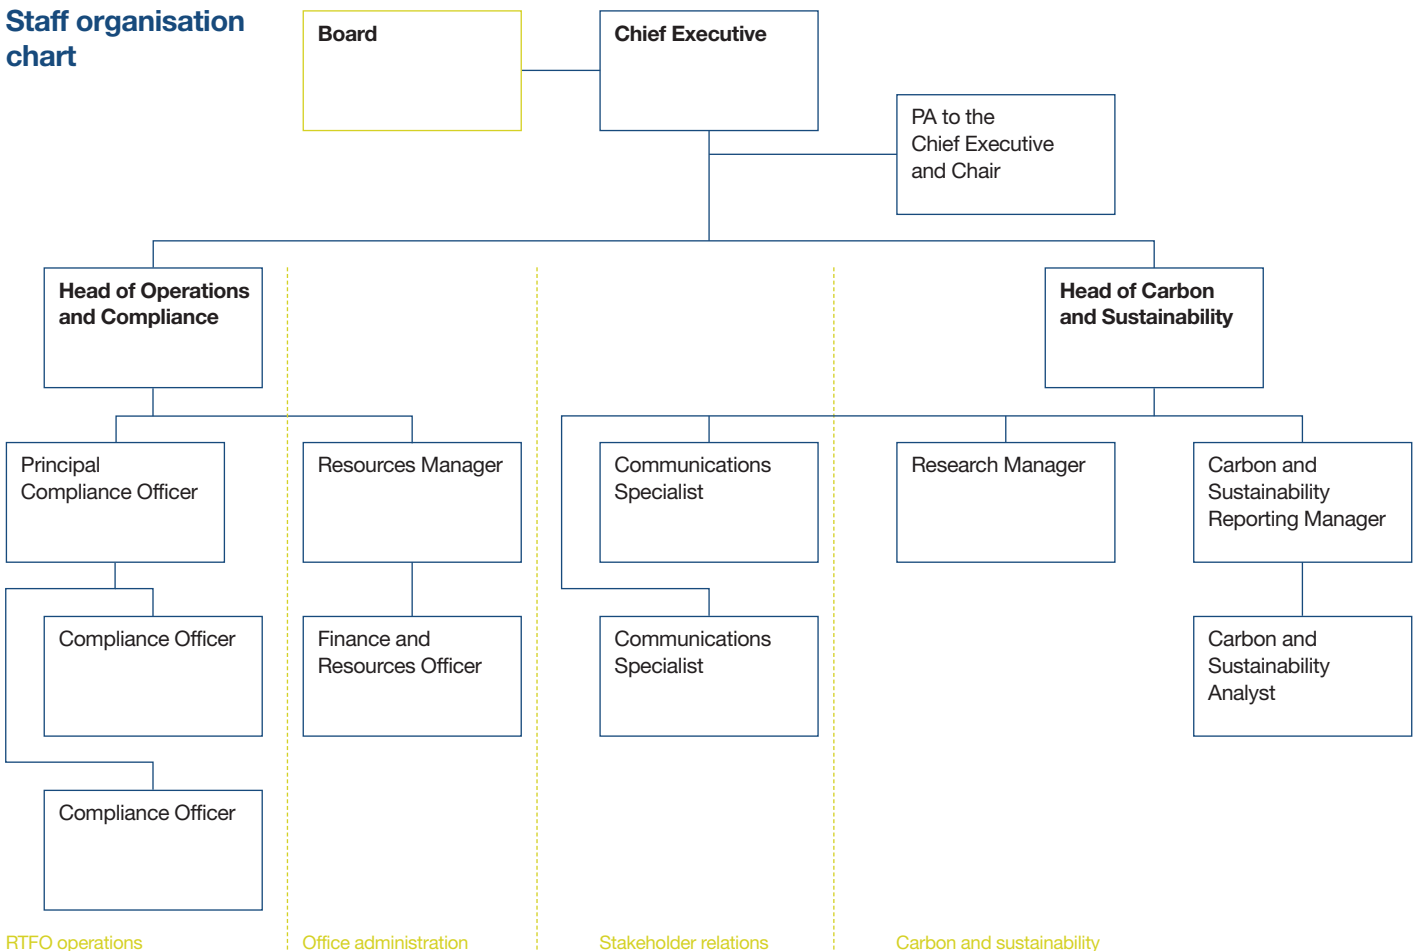 Staff organisation
chart
Board
Chief Executive
PA to the
Chief Executive
and Chair
Head of Operations
and Compliance
Head of Carbon
and Sustainability
Principal
Compliance Officer
Resources Manager
Communications
Specialist
Research Manager
Carbon and
Sustainability
Reporting Manager
Compliance Officer
Finance and
Resources Officer
Communications
Specialist
Carbon and
Sustainability
Analyst
Compliance Officer
RTFO operations
Office administration
Stakeholder relations
Carbon and sustainability